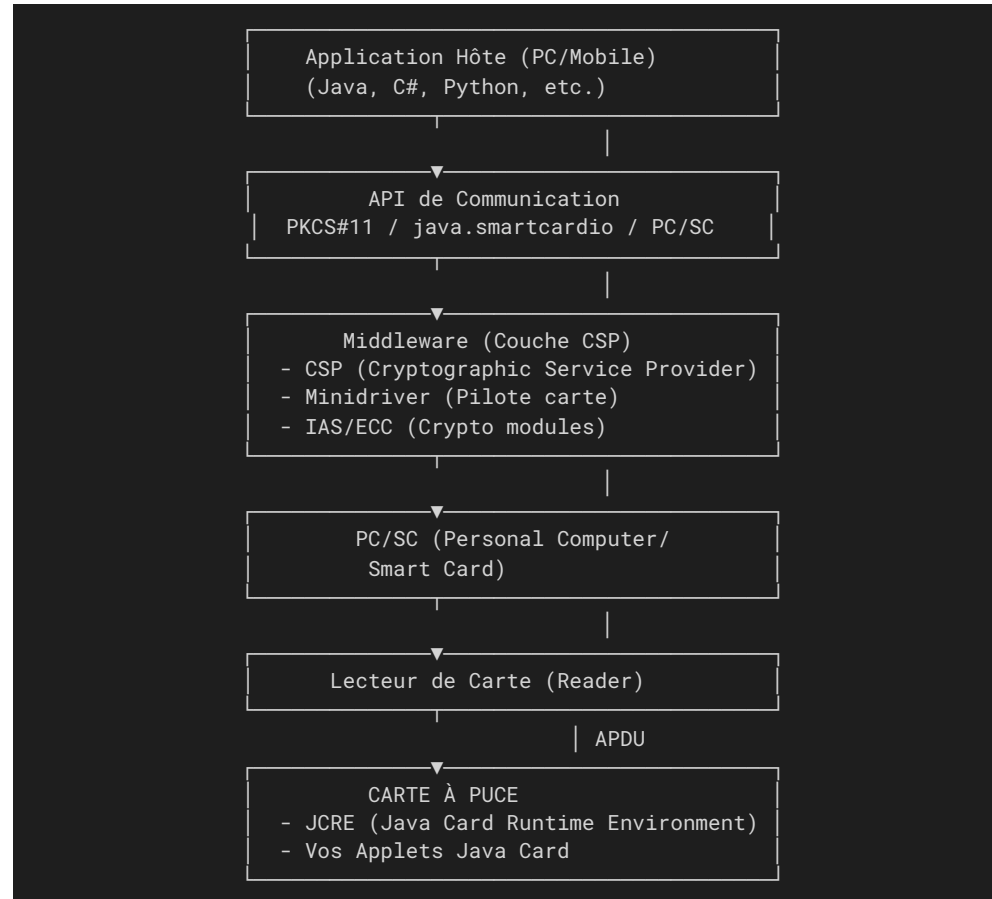 Application Hôte (PC/Mobile)
(Java, C#, Python, etc.)
API de Communication
PKCS#11 / java.smartcardio / PC/SC
Middleware (Couche CSP)
- CSP (Cryptographic Service Provider)
- Minidriver (Pilote carte)
- IAS/ECC (Crypto modules)
PC/SC (Personal Computer/
Smart Card)
Lecteur de Carte (Reader)
APDU
CARTE À PUCE
- JCRE (Java Card Runtime Environment)
- Vos Applets Java Card